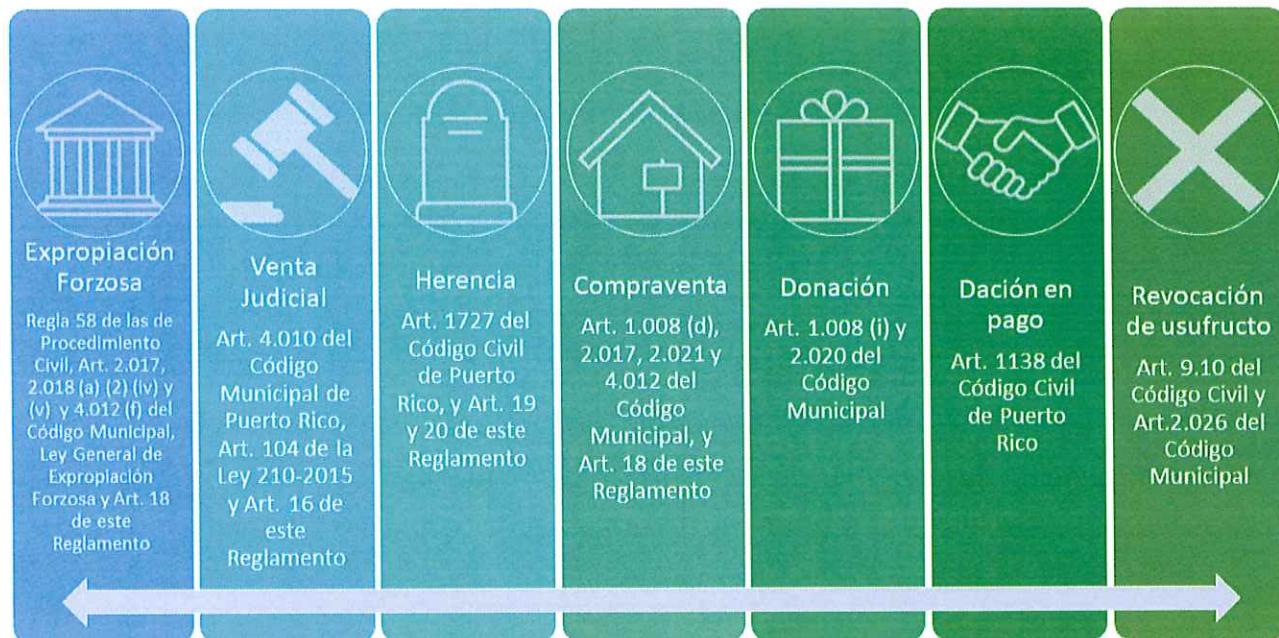 Expropiación
Forzosa
Regla 58 de las de
Procedimiento
Civil, Art. 2.017,
2.018 (a) (2) (iv) y
(v) y 4.012 (f) del
Código Municipal,
Ley General de
Expropiación
Forzosa y Art. 18
de este
Reglamento
Venta
Judicial
Art. 4.010 del
Código
Municipal de
Puerto Rico,
Art. 104 de la
Ley 210-2015
y Art. 16 de
este
Reglamento
Herencia
Art. 1727 del
Código Civil
de Puerto
Rico, y Art. 19
y 20 de este
Reglamento
Compraventa
Art. 1.008 (d),
2.017, 2.021 y
4.012 del
Código
Municipal, y
Art. 18 de este
Reglamento
Donación
Art. 1.008 (i) y
2.020 del
Código
Municipal
Dación en
pago
Art. 1138 del
Código Civil
de Puerto
Rico
Revocación
de usufructo
Art. 9.10 del
Código Civil y
Art.2.026 del
Código
Municipal